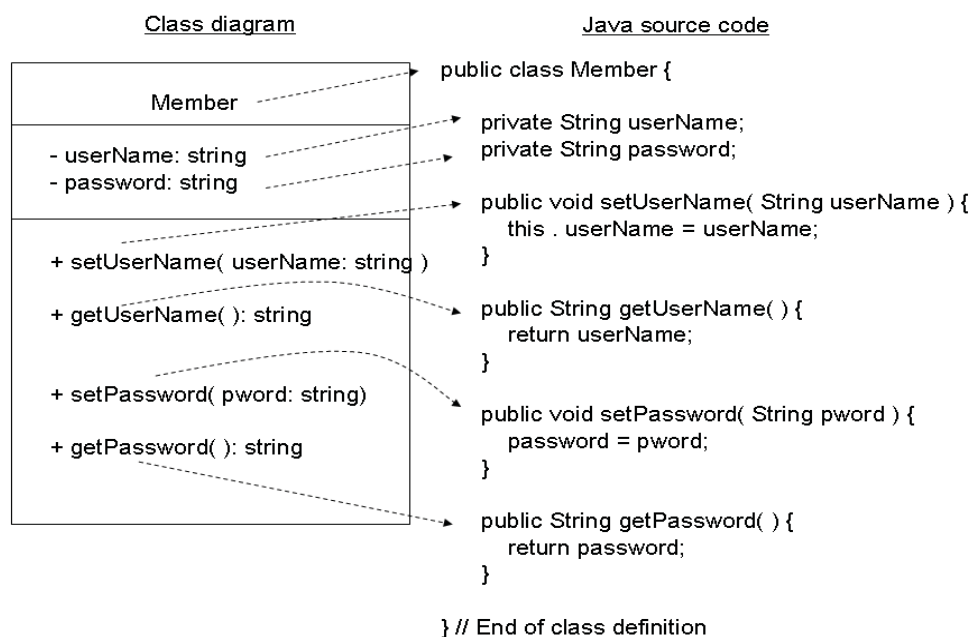 Class diagram
Member
- userName: string
- password: string
+ setUserName( userName: string )
+ getUserName( ): string
+ setPassword( pword: string)
+ getPassword( ): string
Java source code
public class Member {
private String userName;
private String password;
public void setUserName( String userName ) {
this . userName = userName;
}
public String getUserName( ) {
return userName;
}
public void setPassword( String pword ) {
password = pword;
}
public String getPassword( ) {
return password;
}
} // End of class definition